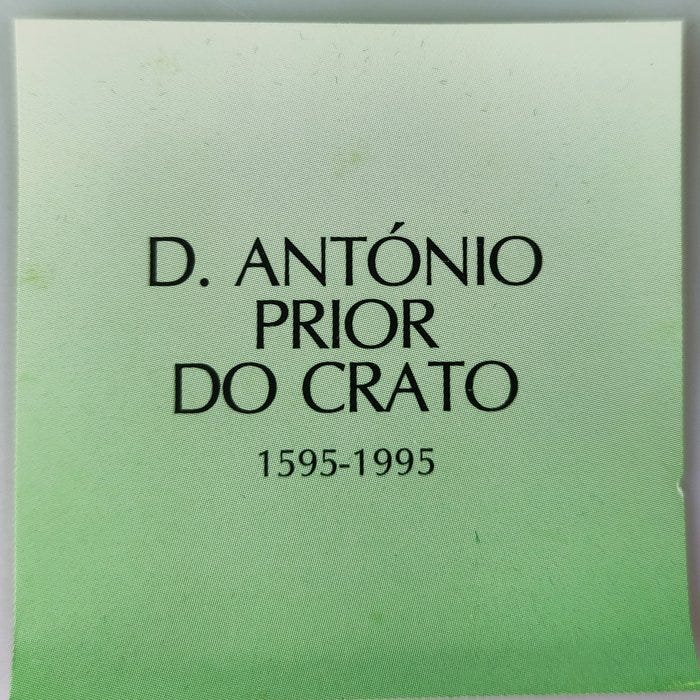 D. ANTÓNIO
PRIOR
DO CRATO
1595-1995